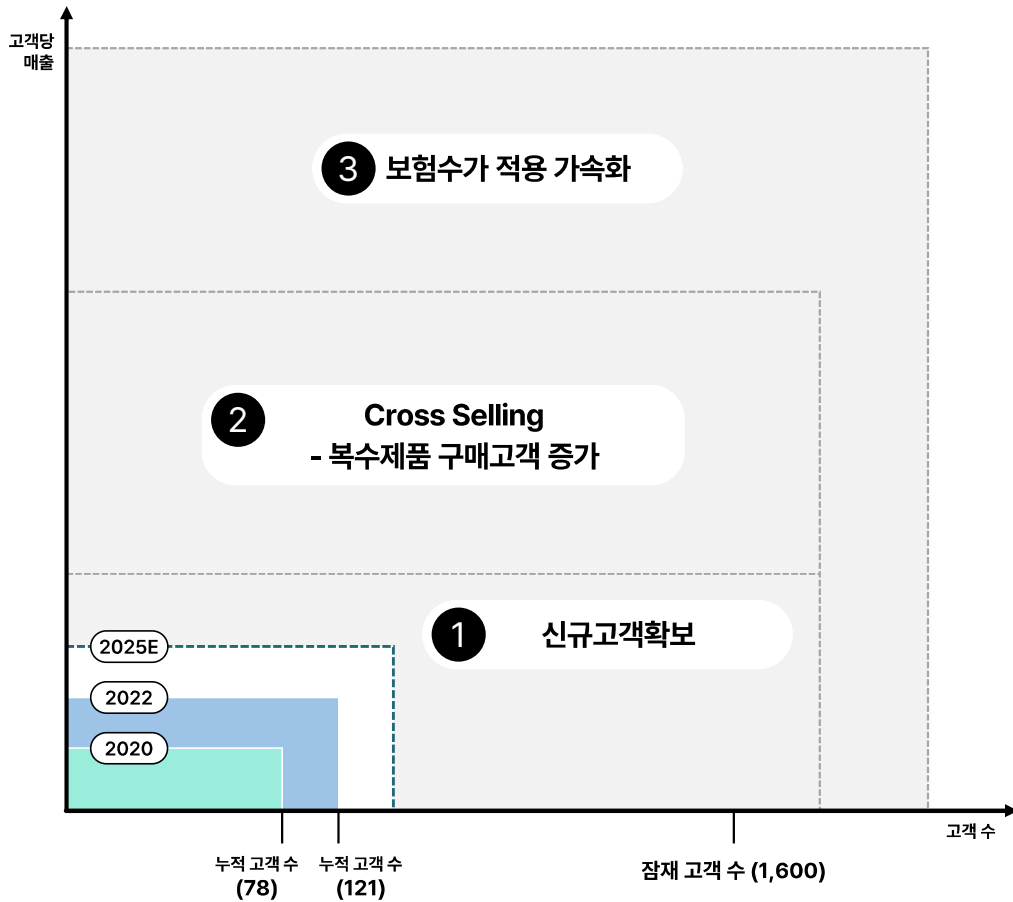 고객당
매출
3 보험수가 적용 가속화
2 Cross Selling
- 복수제품 구매고객 증가
1 신규고객확보
2025E
2022
2020
고객 수
누적 고객 수
(78)
누적 고객 수
(121)
잠재 고객 수 (1,600)